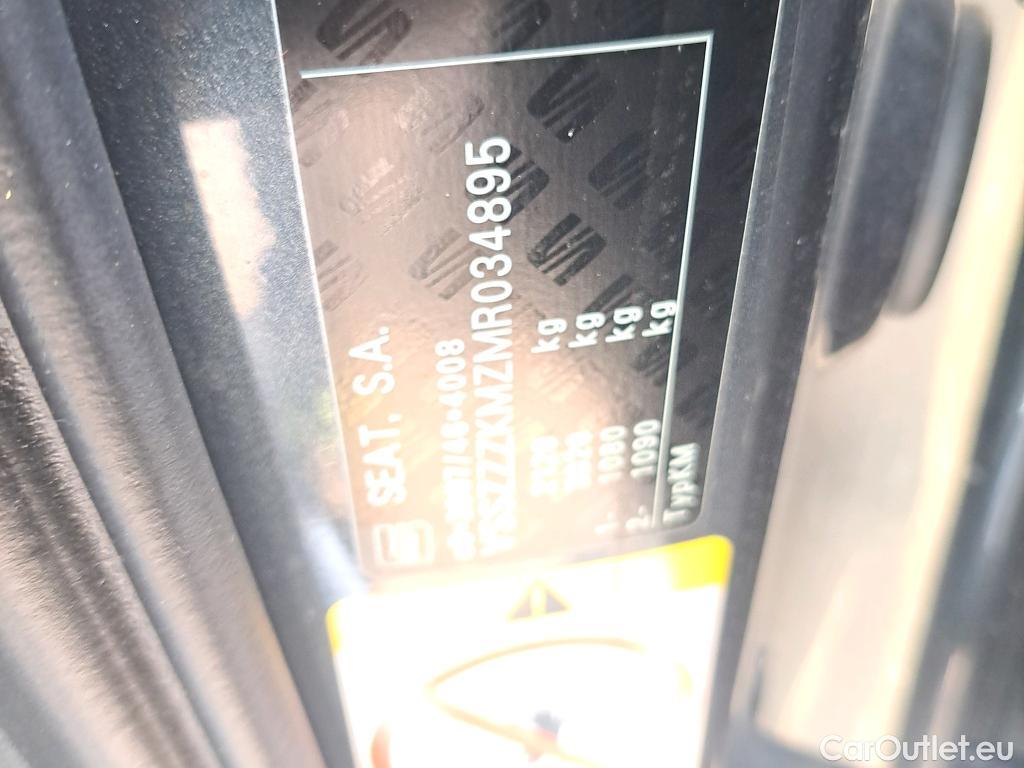 SEAT, S.A.
VSSZZZKMZMR034895
kg
kg
1- 1080 kg
2- 1090 kg
TypKM
CarOutlet.eu